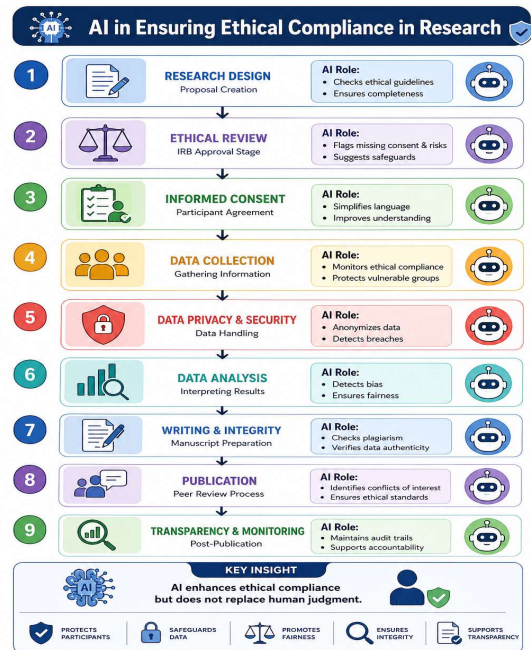 AI
AI in Ensuring Ethical Compliance in Research
1
RESEARCH DESIGN
Proposal Creation
AI Role:
• Checks ethical guidelines
• Ensures completeness
2
ETHICAL REVIEW
IRB Approval Stage
AI Role:
• Flags missing consent & risks
• Suggests safeguards
3
INFORMED CONSENT
Participant Agreement
AI Role:
• Simplifies language
• Improves understanding
4
DATA COLLECTION
Gathering Information
AI Role:
• Monitors ethical compliance
• Protects vulnerable groups
5
DATA PRIVACY & SECURITY
Data Handling
AI Role:
• Anonymizes data
• Detects breaches
6
DATA ANALYSIS
Interpreting Results
AI Role:
• Detects bias
• Ensures fairness
7
WRITING & INTEGRITY
Manuscript Preparation
AI Role:
• Checks plagiarism
• Verifies data authenticity
8
PUBLICATION
Peer Review Process
AI Role:
• Identifies conflicts of interest
• Ensures ethical standards
9
TRANSPARENCY & MONITORING
Post-Publication
AI Role:
• Maintains audit trails
• Supports accountability
KEY INSIGHT
AI
AI enhances ethical compliance
but does not replace human judgment.
PROTECTS
PARTICIPANTS
SAFEGUARDS
DATA
PROMOTES
FAIRNESS
ENSURES
INTEGRITY
SUPPORTS
TRANSPARENCY